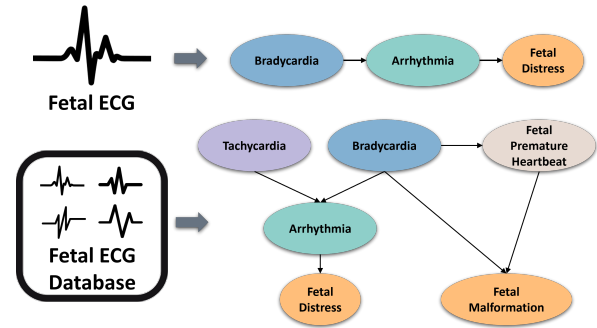 Fetal ECG
Bradycardia
Arrhythmia
Fetal
Distress
Fetal ECG
Database
Tachycardia
Bradycardia
Fetal
Premature
Heartbeat
Arrhythmia
Fetal
Distress
Fetal
Malformation